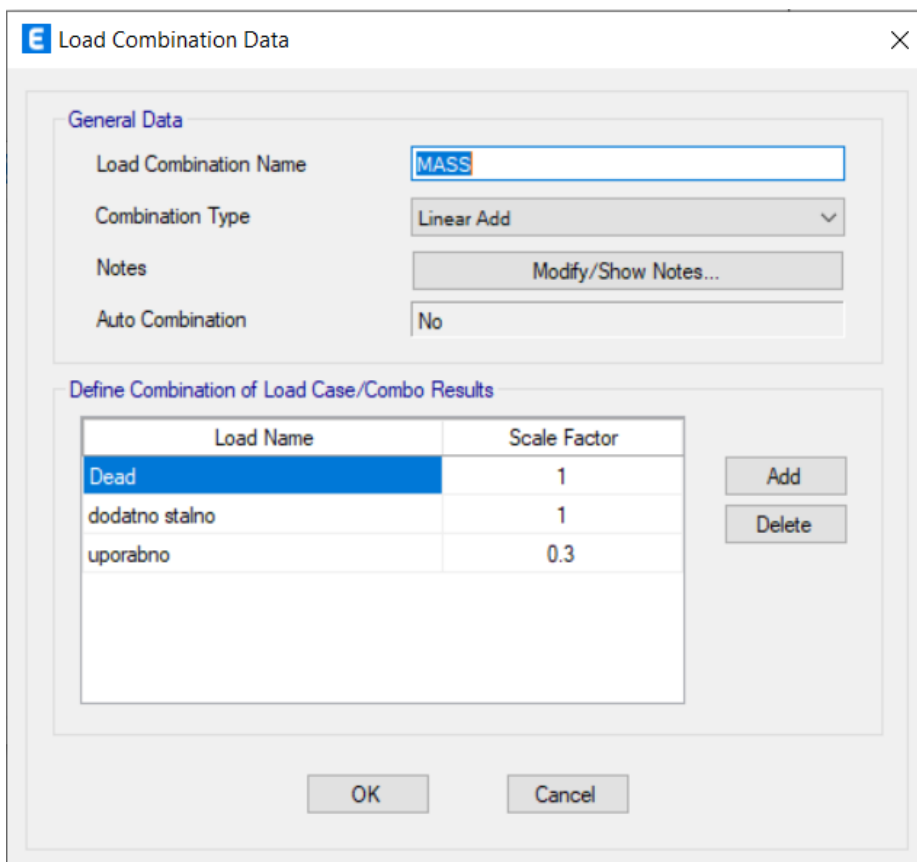 E Load Combination Data
General Data
Load Combination Name MASS
Combination Type Linear Add
Notes Modify/Show Notes...
Auto Combination No
Define Combination of Load Case/Combo Results
Load Name Scale Factor
Dead 1 Add
dodatno stalno 1 Delete
uporabno 0.3
OK Cancel